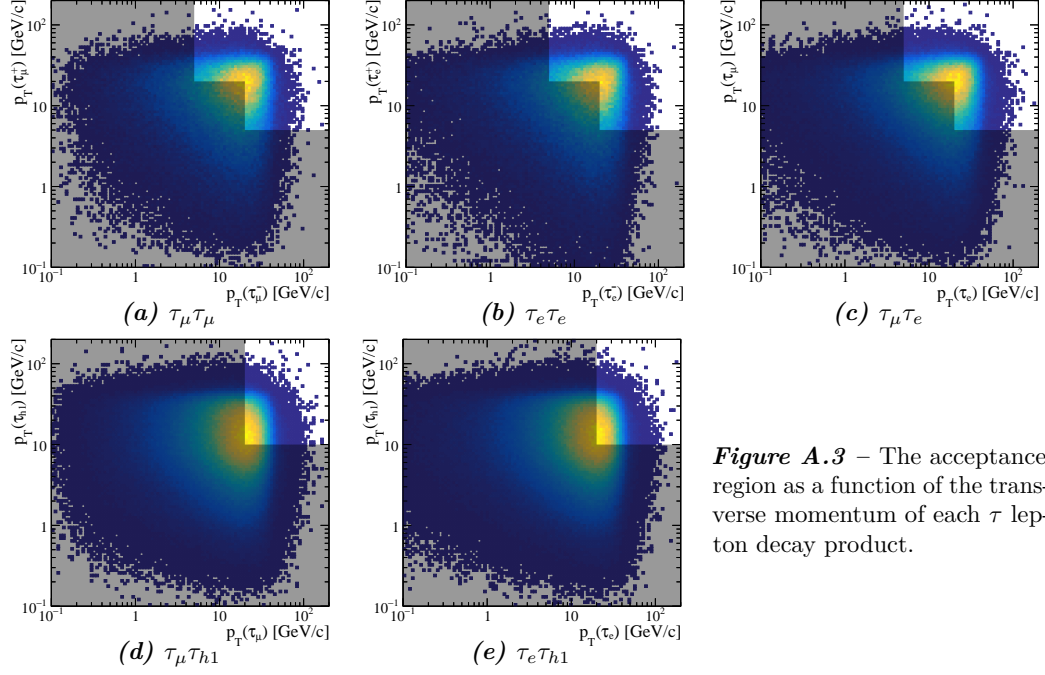 p_T(τ_μ^+) [GeV/c]
10²
10
1
10⁻¹
10⁻¹ 1 10 10²
p_T(τ_μ^-) [GeV/c]
(a) τ_μτ_μ
p_T(τ_e^+) [GeV/c]
10²
10
1
10⁻¹
10⁻¹ 1 10 10²
p_T(τ_e^-) [GeV/c]
(b) τ_eτ_e
p_T(τ_μ) [GeV/c]
10²
10
1
10⁻¹
10⁻¹ 1 10 10²
p_T(τ_e) [GeV/c]
(c) τ_μτ_e
p_T(τ_h1) [GeV/c]
10²
10
1
10⁻¹
10⁻¹ 1 10 10²
p_T(τ_μ) [GeV/c]
(d) τ_μτ_h1
p_T(τ_h1) [GeV/c]
10²
10
1
10⁻¹
10⁻¹ 1 10 10²
p_T(τ_e) [GeV/c]
(e) τ_eτ_h1
Figure A.3 – The acceptance
region as a function of the trans-
verse momentum of each τ lep-
ton decay product.